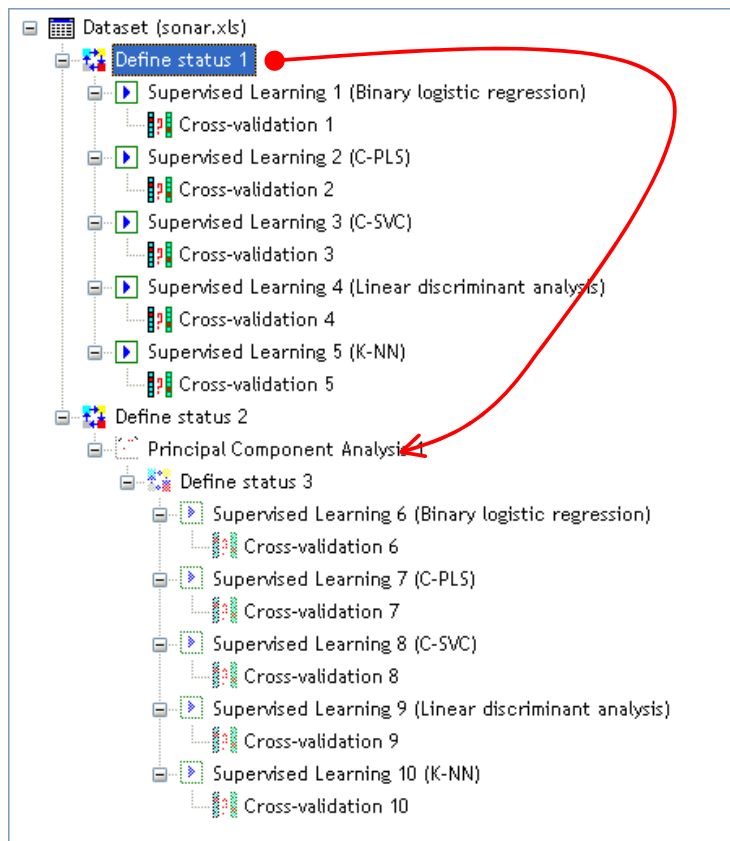 Dataset (sonar.xls)
Define status 1
Supervised Learning 1 (Binary logistic regression)
Cross-validation 1
Supervised Learning 2 (C-PLS)
Cross-validation 2
Supervised Learning 3 (C-SVC)
Cross-validation 3
Supervised Learning 4 (Linear discriminant analysis)
Cross-validation 4
Supervised Learning 5 (K-NN)
Cross-validation 5
Define status 2
Principal Component Analysis 1
Define status 3
Supervised Learning 6 (Binary logistic regression)
Cross-validation 6
Supervised Learning 7 (C-PLS)
Cross-validation 7
Supervised Learning 8 (C-SVC)
Cross-validation 8
Supervised Learning 9 (Linear discriminant analysis)
Cross-validation 9
Supervised Learning 10 (K-NN)
Cross-validation 10